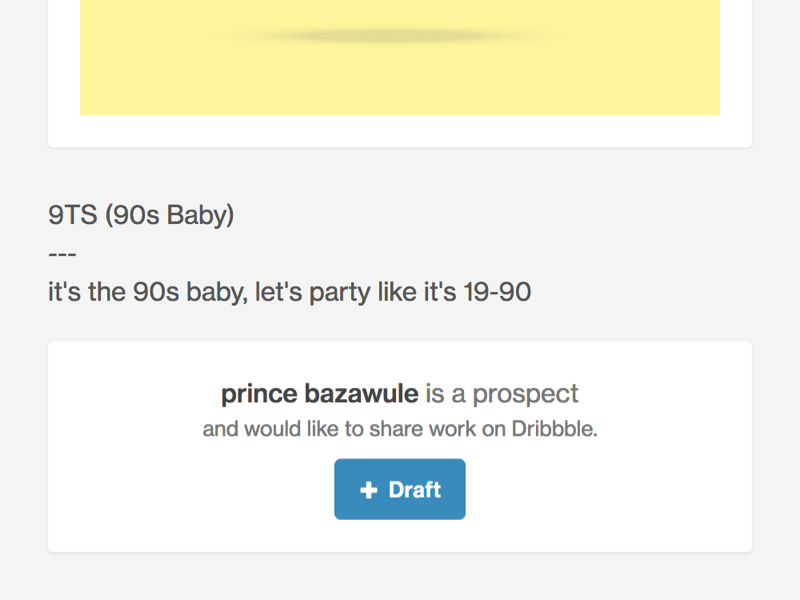 9TS (90s Baby)
---
it's the 90s baby, let's party like it's 19-90
prince bazawule is a prospect
and would like to share work on Dribbble.
+ Draft